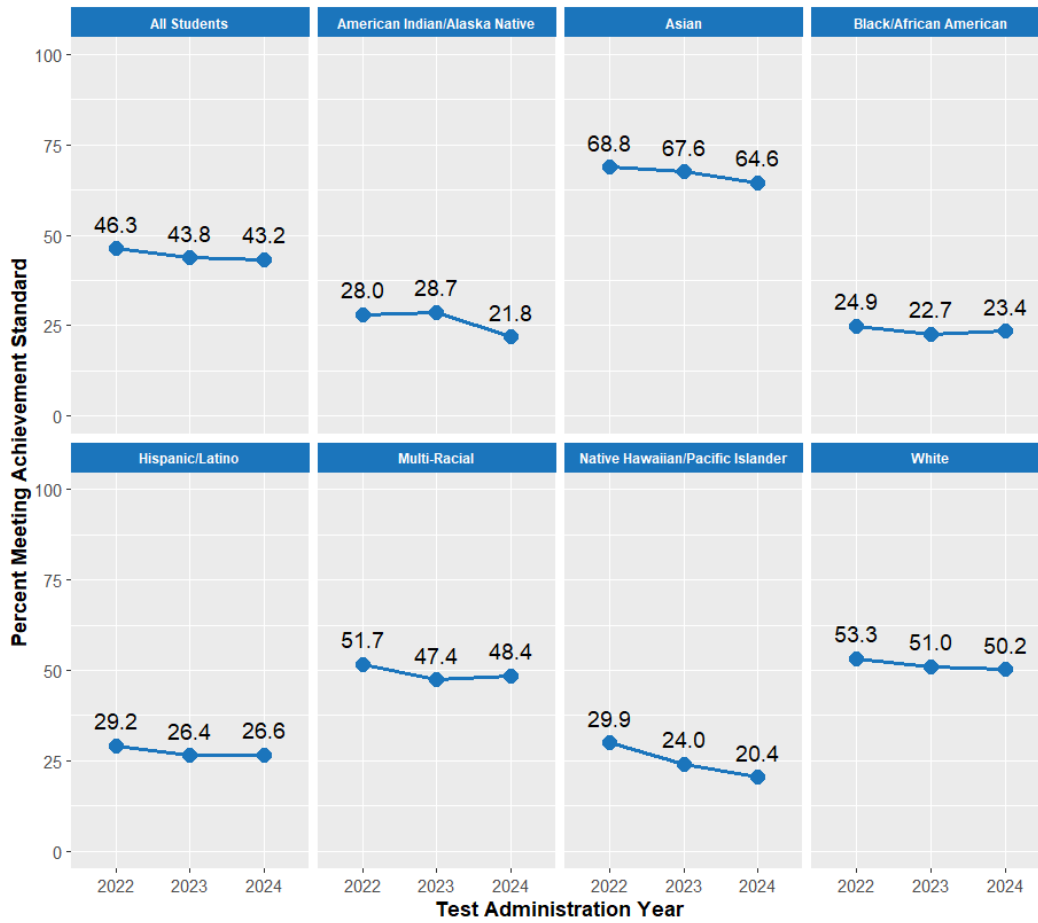 All Students American Indian/Alaska Native Asian Black/African American
100
75
50
25
0
46.3 43.8 43.2
28.0 28.7 21.8
68.8 67.6 64.6
24.9 22.7 23.4
Percent Meeting Achievement Standard
Hispanic/Latino Multi-Racial Native Hawaiian/Pacific Islander White
100
75
50
25
0
29.2 26.4 26.6
51.7 47.4 48.4
29.9 24.0 20.4
53.3 51.0 50.2
2022 2023 2024 2022 2023 2024 2022 2023 2024 2022 2023 2024
Test Administration Year